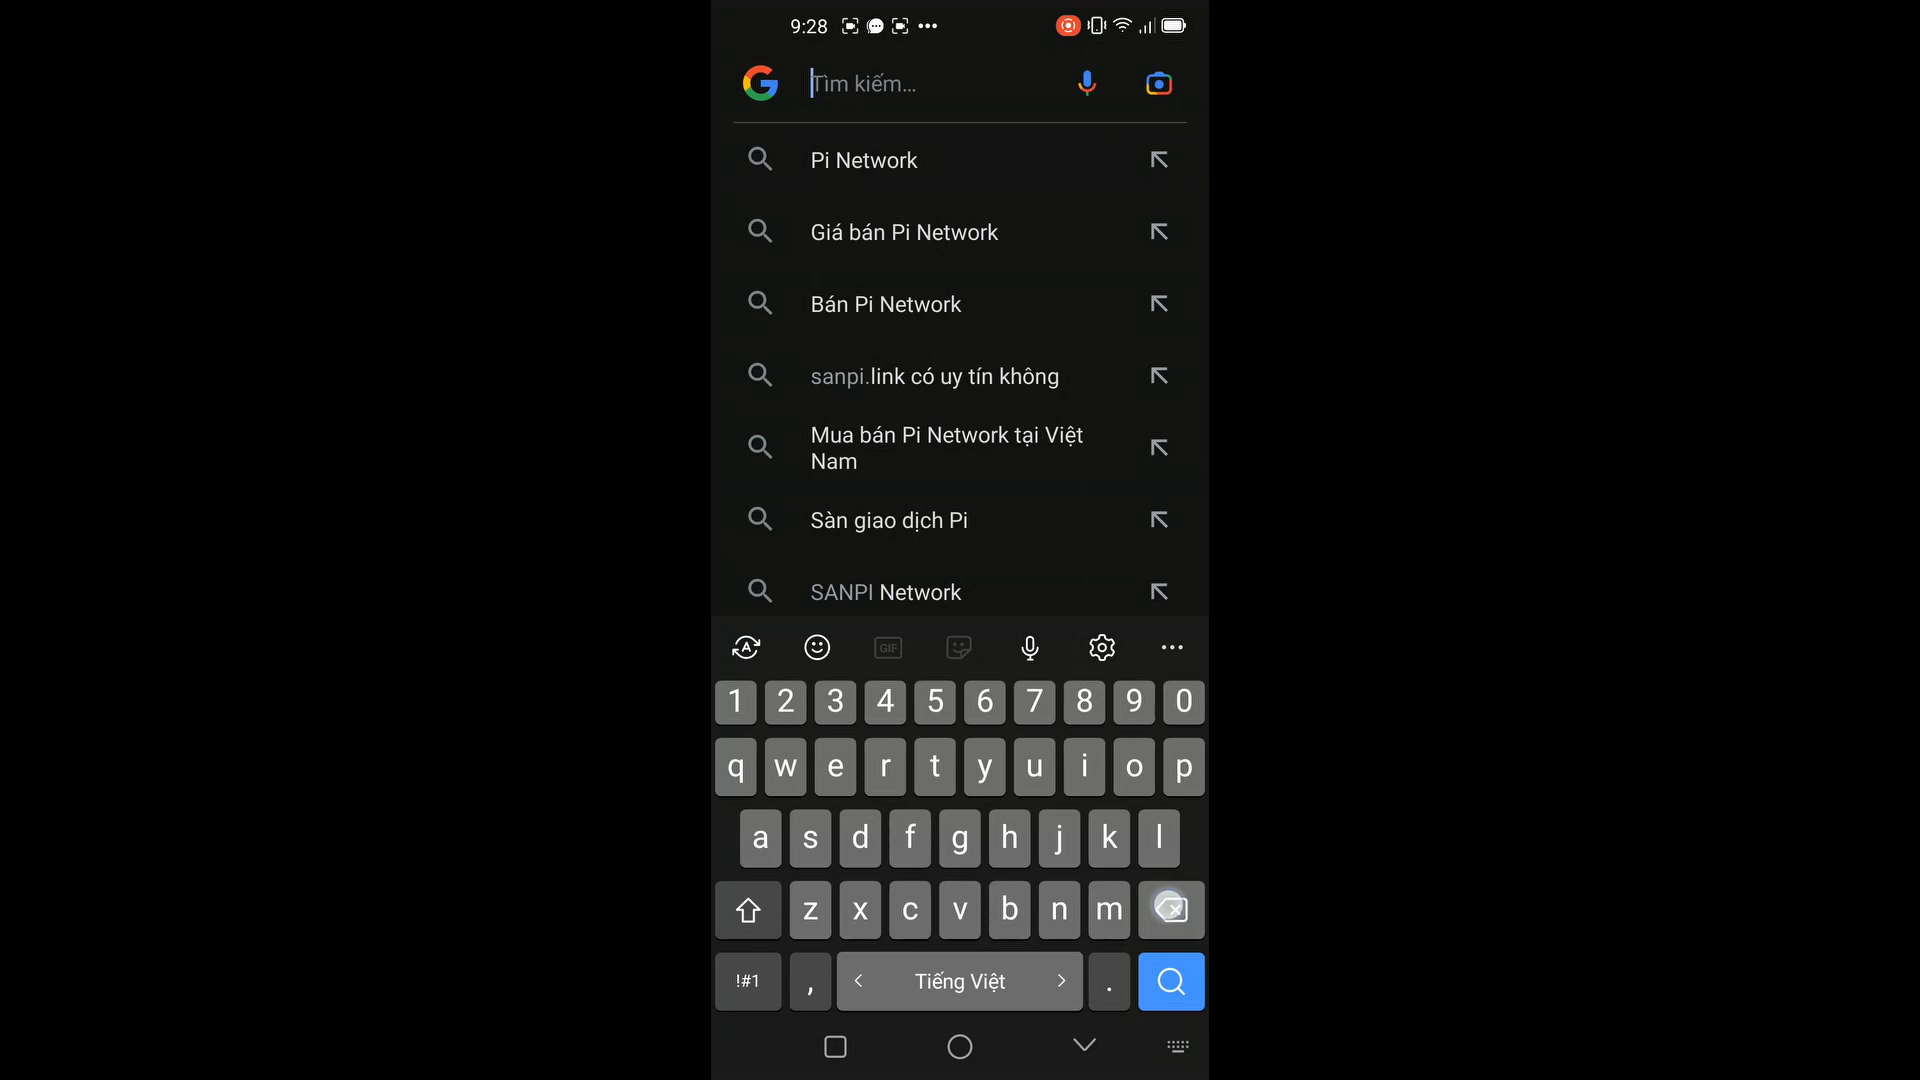 9:28
Tìm kiếm...
Pi Network
Giá bán Pi Network
Bán Pi Network
sanpi.link có uy tín không
Mua bán Pi Network tại Việt
Nam
Sàn giao dịch Pi
SANPI Network
GIF
1 2 3 4 5 6 7 8 9 0
q w e r t y u i o p
a s d f g h j k l
z x c v b n m
!#1 , < Tiếng Việt > .